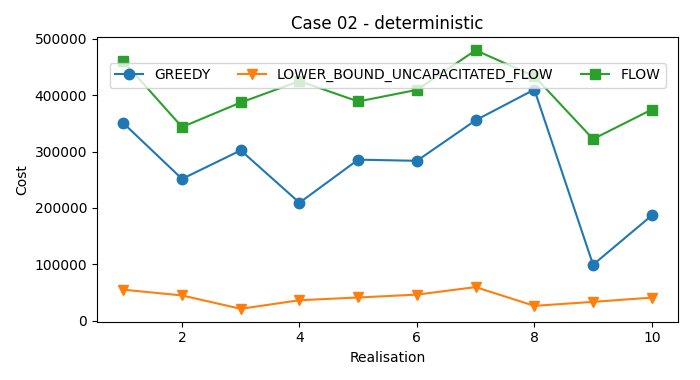 Case 02 - deterministic
GREEDY LOWER_BOUND_UNCAPACITATED_FLOW FLOW
500000
400000
300000
200000
100000
0
Cost
2 4 6 8 10
Realisation